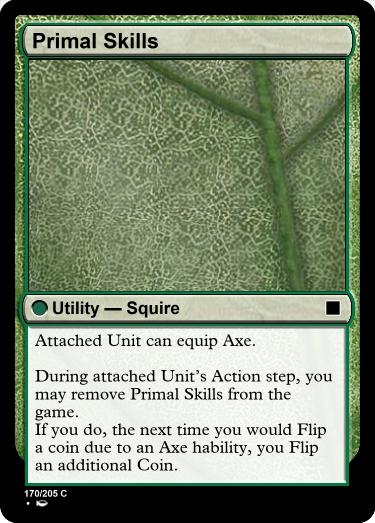 Primal Skills
Utility — Squire
Attached Unit can equip Axe.
During attached Unit's Action step, you
may remove Primal Skills from the
game.
If you do, the next time you would Flip
a coin due to an Axe hability, you Flip
an additional Coin.
170/205 C